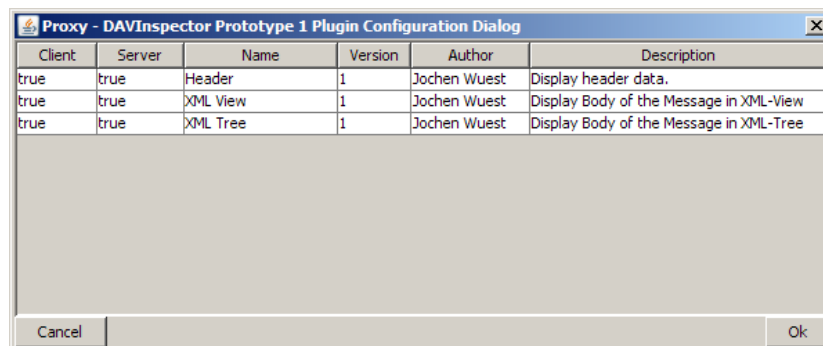 Proxy - DAVInspector Prototype 1 Plugin Configuration Dialog
Client Server Name Version Author Description
true true Header 1 Jochen Wuest Display header data.
true true XML View 1 Jochen Wuest Display Body of the Message in XML-View
true true XML Tree 1 Jochen Wuest Display Body of the Message in XML-Tree
Cancel Ok